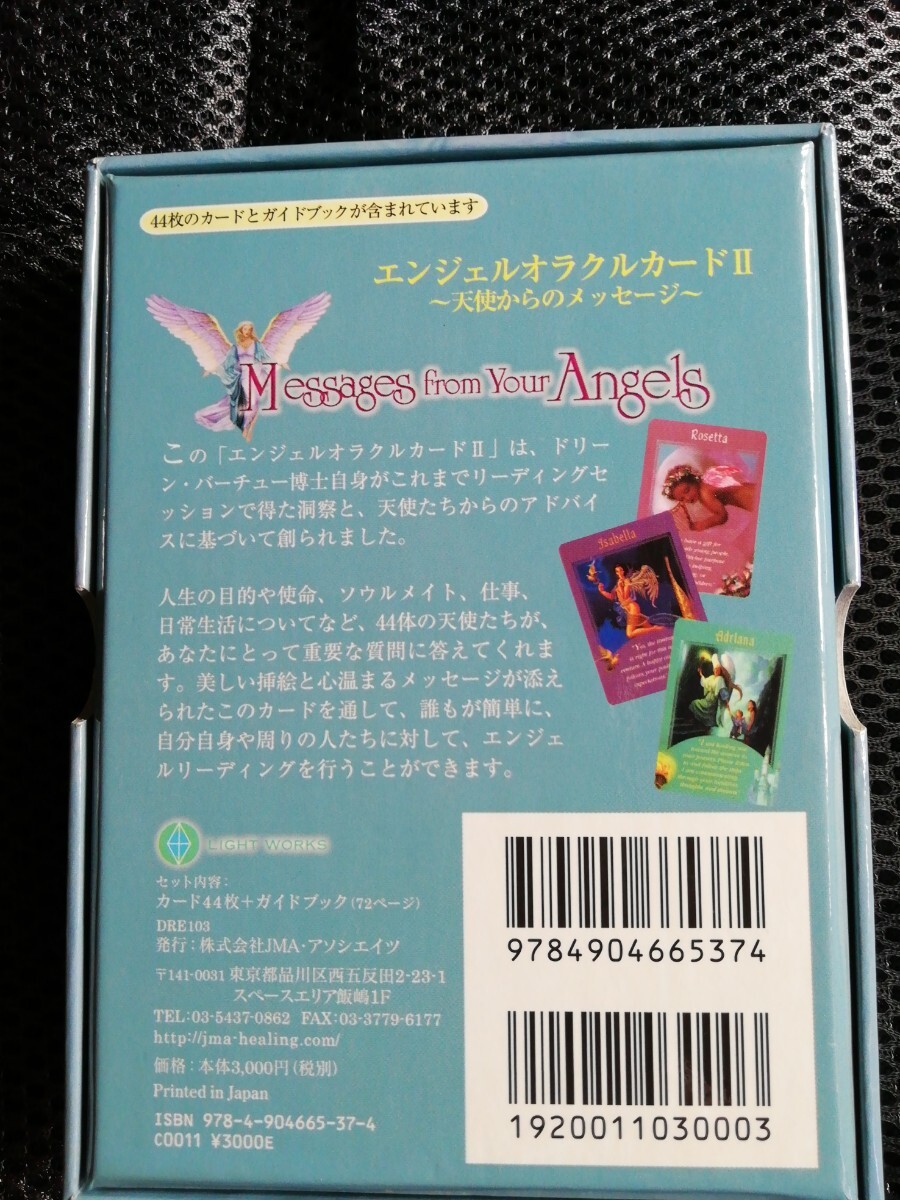 44枚のカードとガイドブックが含まれています
エンジェルオラクルカードⅡ
～天使からのメッセージ～
Messages from Your Angels
この「エンジェルオラクルカードⅡ」は、ドリー
ン・バーチュー博士自身がこれまでリーディングセ
ッションで得た洞察と、天使たちからのアドバイ
スに基づいて創られました。
人生の目的や使命、ソウルメイト、仕事、
日常生活についてなど、44体の天使たちが、
あなたにとって重要な質問に答えてくれま
す。美しい挿絵と心温まるメッセージが添え
られたこのカードを通して、誰もが簡単に、
自分自身や周りの人たちに対して、エンジェ
ルリーディングを行うことができます。
Rosetta
Ysabella
Adriana
LIGHT WORKS
セット内容：
カード44枚＋ガイドブック（72ページ）
DRE103
発行：株式会社JMA・アソシエイツ
〒141-0031 東京都品川区西五反田2-23-1
スペースエリア飯嶋1F
TEL:03-5437-0862 FAX:03-3779-6177
http://jma-healing.com/
価格：本体3,000円（税別）
Printed in Japan
ISBN 978-4-904665-37-4
C0011 ¥3000E
9784904665374
1920011030003